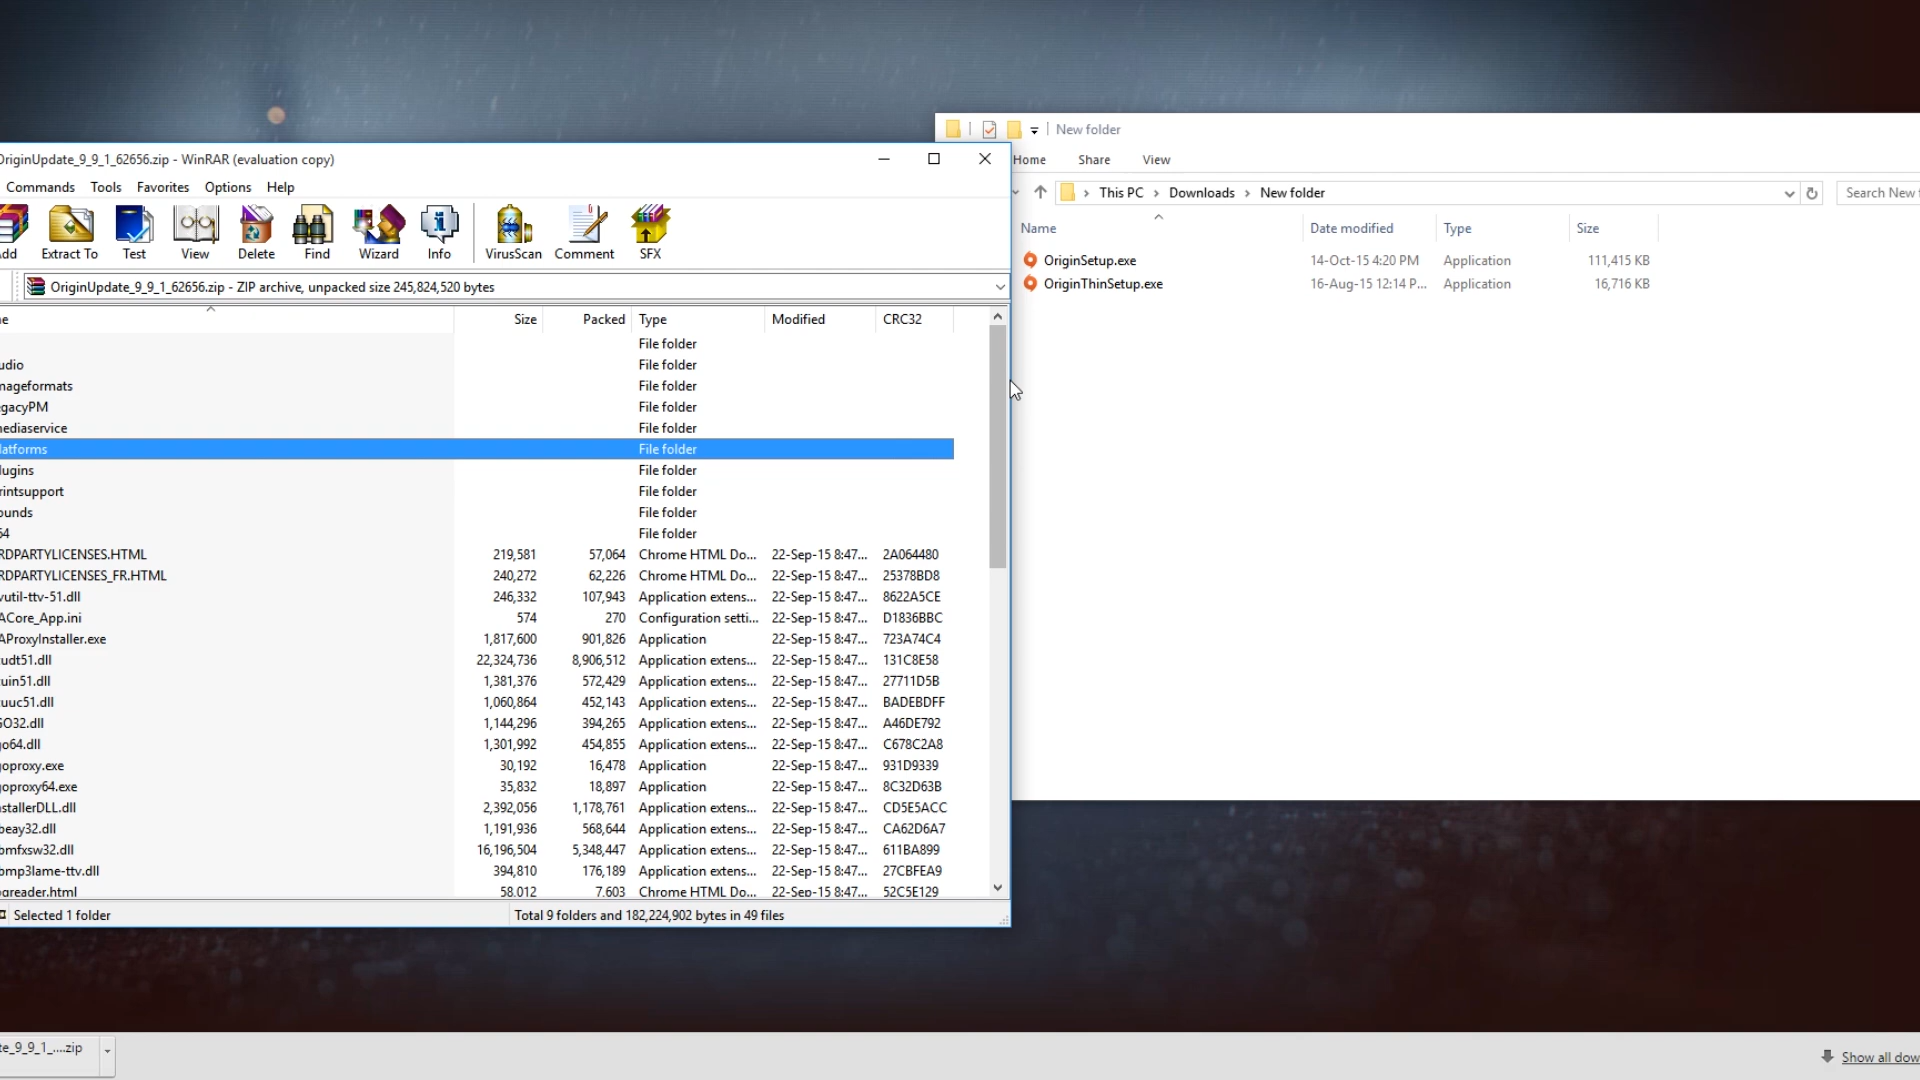 New folder
OriginUpdate_9_9_1_62656.zip - WinRAR (evaluation copy)
Home Share View
Commands Tools Favorites Options Help
This PC > Downloads > New folder
Search New
Add Extract To Test View Delete Find Wizard Info VirusScan Comment SFX
Name Date modified Type Size
OriginSetup.exe 14-Oct-15 4:20 PM Application 111,415 KB
OriginThinSetup.exe 16-Aug-15 12:14 P... Application 16,716 KB
OriginUpdate_9_9_1_62656.zip - ZIP archive, unpacked size 245,824,520 bytes
Size Packed Type Modified CRC32
File folder
udio File folder
mageformats File folder
egacyPM File folder
mediaservice File folder
latforms File folder
lugins File folder
rintsupport File folder
ounds File folder
64 File folder
RDPARTYLICENSES.HTML 219,581 57,064 Chrome HTML Do... 22-Sep-15 8:47... 2A064480
RDPARTYLICENSES_FR.HTML 240,272 62,226 Chrome HTML Do... 22-Sep-15 8:47... 25378BD8
vutil-ttv-51.dll 246,332 107,943 Application extens... 22-Sep-15 8:47... 8622A5CE
ACore_App.ini 574 270 Configuration setti... 22-Sep-15 8:47... D1836BBC
AProxyInstaller.exe 1,817,600 901,826 Application 22-Sep-15 8:47... 723A74C4
udt51.dll 22,324,736 8,906,512 Application extens... 22-Sep-15 8:47... 131C8E58
uin51.dll 1,381,376 572,429 Application extens... 22-Sep-15 8:47... 27711D5B
uuc51.dll 1,060,864 452,143 Application extens... 22-Sep-15 8:47... BADEBDFF
GO32.dll 1,144,296 394,265 Application extens... 22-Sep-15 8:47... A46DE792
go64.dll 1,301,992 454,855 Application extens... 22-Sep-15 8:47... C678C2A8
goproxy.exe 30,192 16,478 Application 22-Sep-15 8:47... 931D9339
goproxy64.exe 35,832 18,897 Application 22-Sep-15 8:47... 8C32D63B
nstallerDLL.dll 2,392,056 1,178,761 Application extens... 22-Sep-15 8:47... CD5E5ACC
beay32.dll 1,191,936 568,644 Application extens... 22-Sep-15 8:47... CA62D6A7
bmfxsw32.dll 16,196,504 5,348,447 Application extens... 22-Sep-15 8:47... 611BA899
bmp3lame-ttv.dll 394,810 176,189 Application extens... 22-Sep-15 8:47... 27CBFEA9
greader.html 58,012 7,603 Chrome HTML Do... 22-Sep-15 8:47... 52C5E129
Selected 1 folder Total 9 folders and 182,224,902 bytes in 49 files
te_9_9_1_....zip
Show all dow